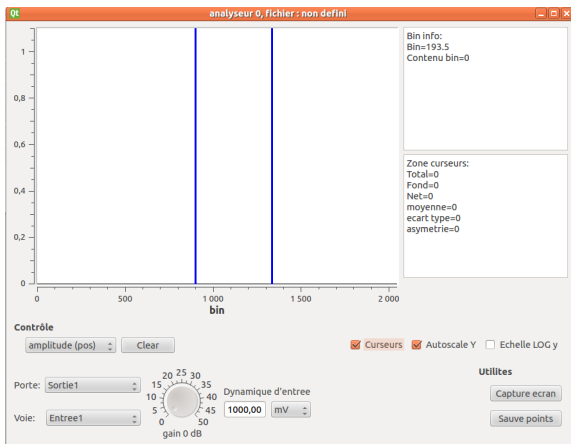 Qt analyseur 0, fichier : non defini
1
0,8
0,6
0,4
0,2
0
0 500 1 000 1 500 2 000
bin
Bin info:
Bin=193.5
Contenu bin=0
Zone curseurs:
Total=0
Fond=0
Net=0
moyenne=0
ecart type=0
asymetrie=0
Contrôle
amplitude (pos) Clear
Curseurs Autoscale Y Echelle LOG y
Porte: Sortie1
Voie: Entree1
0 5 10 15 20 25 30 35 40 45 50
gain 0 dB
Dynamique d'entree
1000,00 mV
Utilites
Capture ecran
Sauve points